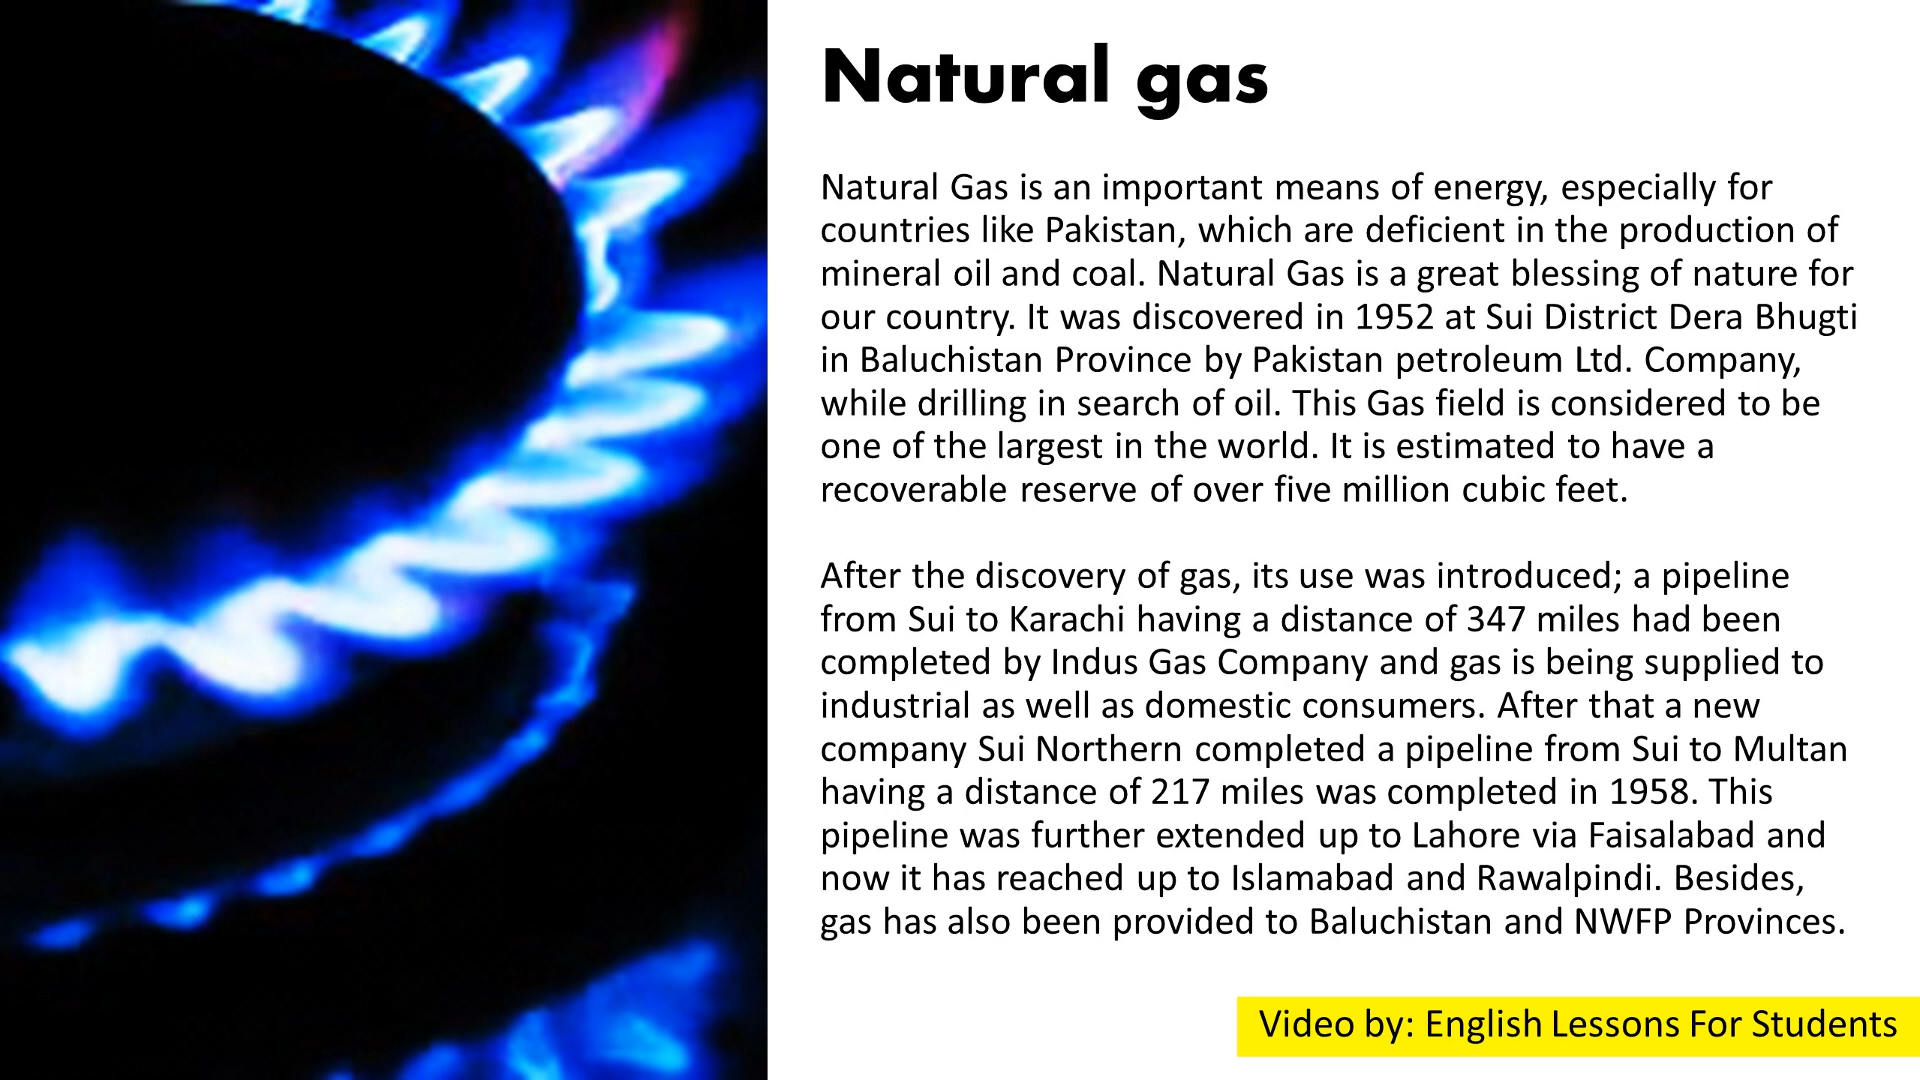 Natural gas
Natural Gas is an important means of energy, especially for
countries like Pakistan, which are deficient in the production of
mineral oil and coal. Natural Gas is a great blessing of nature for
our country. It was discovered in 1952 at Sui District Dera Bhugti
in Baluchistan Province by Pakistan petroleum Ltd. Company,
while drilling in search of oil. This Gas field is considered to be
one of the largest in the world. It is estimated to have a
recoverable reserve of over five million cubic feet.
After the discovery of gas, its use was introduced; a pipeline
from Sui to Karachi having a distance of 347 miles had been
completed by Indus Gas Company and gas is being supplied to
industrial as well as domestic consumers. After that a new
company Sui Northern completed a pipeline from Sui to Multan
having a distance of 217 miles was completed in 1958. This
pipeline was further extended up to Lahore via Faisalabad and
now it has reached up to Islamabad and Rawalpindi. Besides,
gas has also been provided to Baluchistan and NWFP Provinces.
Video by: English Lessons For Students